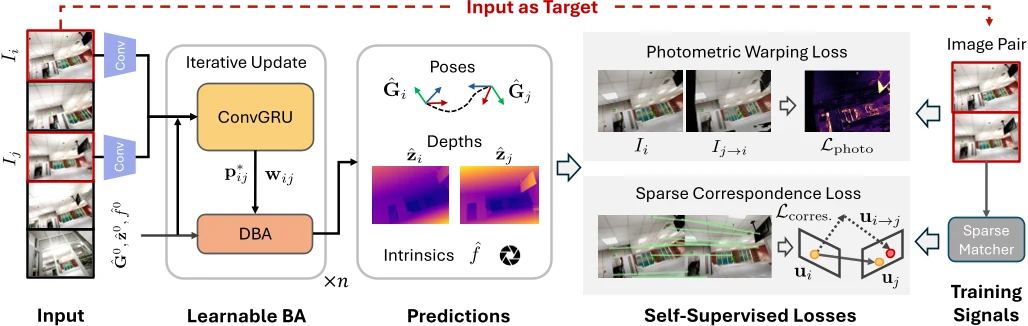 Input as Target
I_i
Conv
I_j
Conv
Ĝ⁰, ẑ⁰, f̂⁰
Input
Iterative Update
ConvGRU
p*_ij
w_ij
DBA
×n
Learnable BA
Poses
Ĝ_i
Ĝ_j
Depths
ẑ_i
ẑ_j
Intrinsics f̂
Predictions
Photometric Warping Loss
I_i
I_j→i
ℒ_photo
Sparse Correspondence Loss
ℒ_corres.
u_i→j
u_i
u_j
Self-Supervised Losses
Image Pair
Sparse
Matcher
Training
Signals